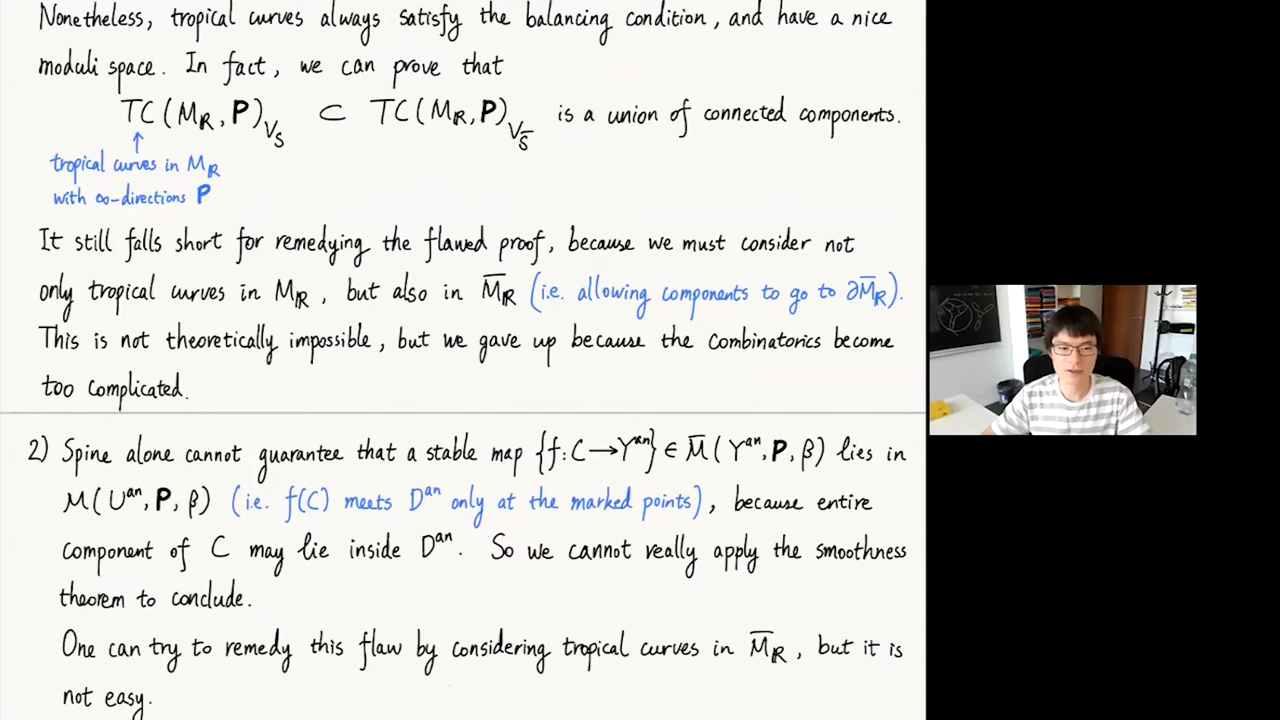 Nonetheless, tropical curves always satisfy the balancing condition, and have a nice
moduli space. In fact, we can prove that
TC(M_ℝ, P)_{V_S} ⊂ TC(M_ℝ, P)_{V_{S̄}} is a union of connected components.
↑
tropical curves in M_ℝ
with ∞-directions P
It still falls short for remedying the flawed proof, because we must consider not
only tropical curves in M_ℝ, but also in M̄_ℝ (i.e. allowing components to go to ∂M̄_ℝ).
This is not theoretically impossible, but we gave up because the combinatorics become
too complicated.
2) Spine alone cannot guarantee that a stable map {f: C→Y^{an}} ∈ M̄(Y^{an}, P, β) lies in
M(U^{an}, P, β) (i.e. f(C) meets D^{an} only at the marked points), because entire
component of C may lie inside D^{an}. So we cannot really apply the smoothness
theorem to conclude.
One can try to remedy this flaw by considering tropical curves in M̄_ℝ, but it is
not easy.